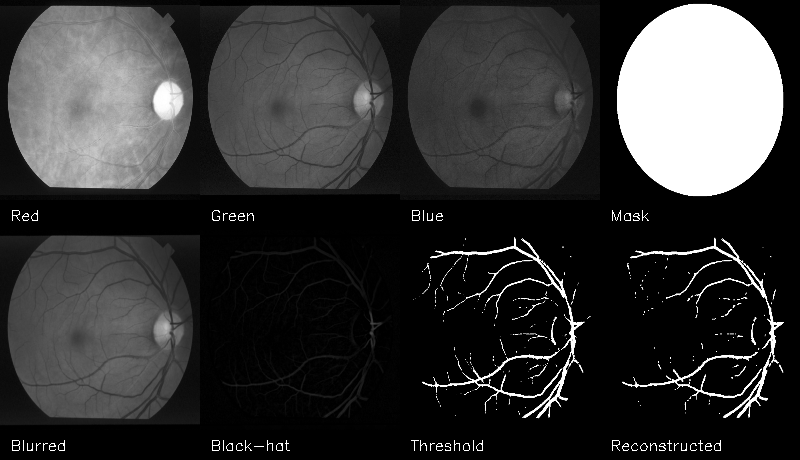 Red
Green
Blue
Mask
Blurred
Black-hat
Threshold
Reconstructed